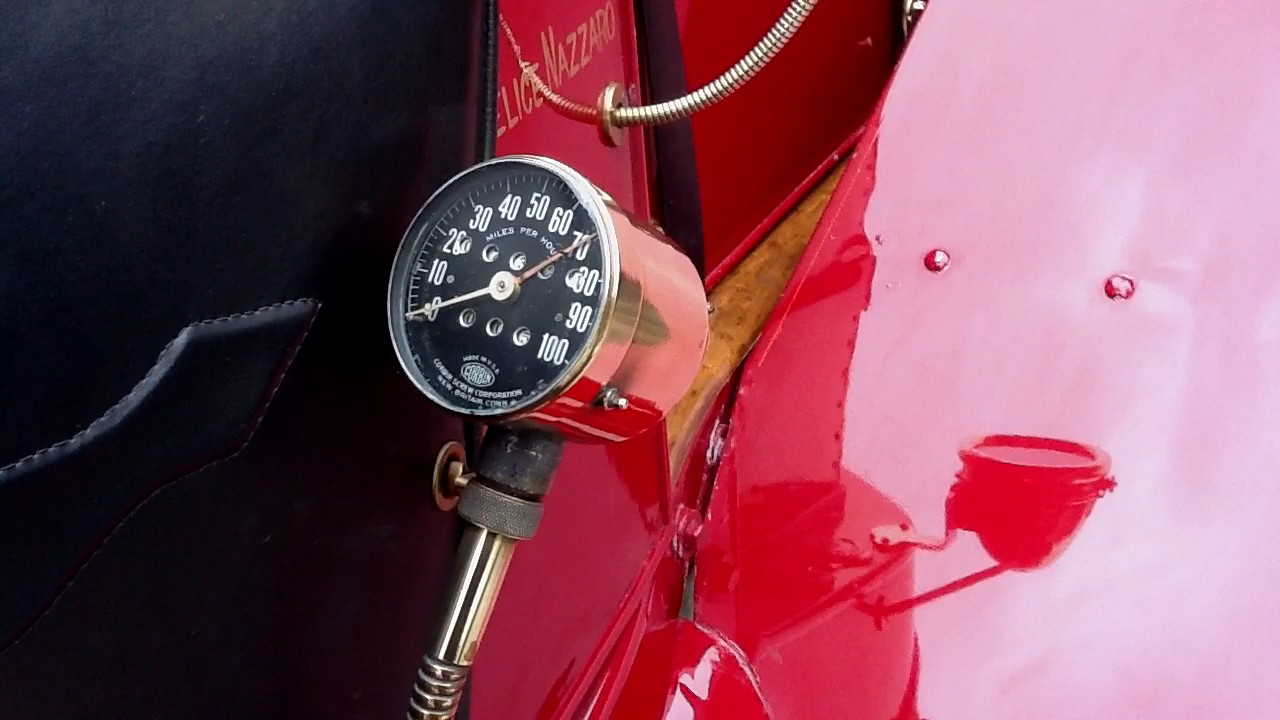 ELICE NAZZARO
MILES PER HOUR
0 10 20 30 40 50 60 70 80 90 100
MADE IN U.S.A.
CORBIN
CORBIN SCREW CORPORATION
NEW BRITAIN, CONN.